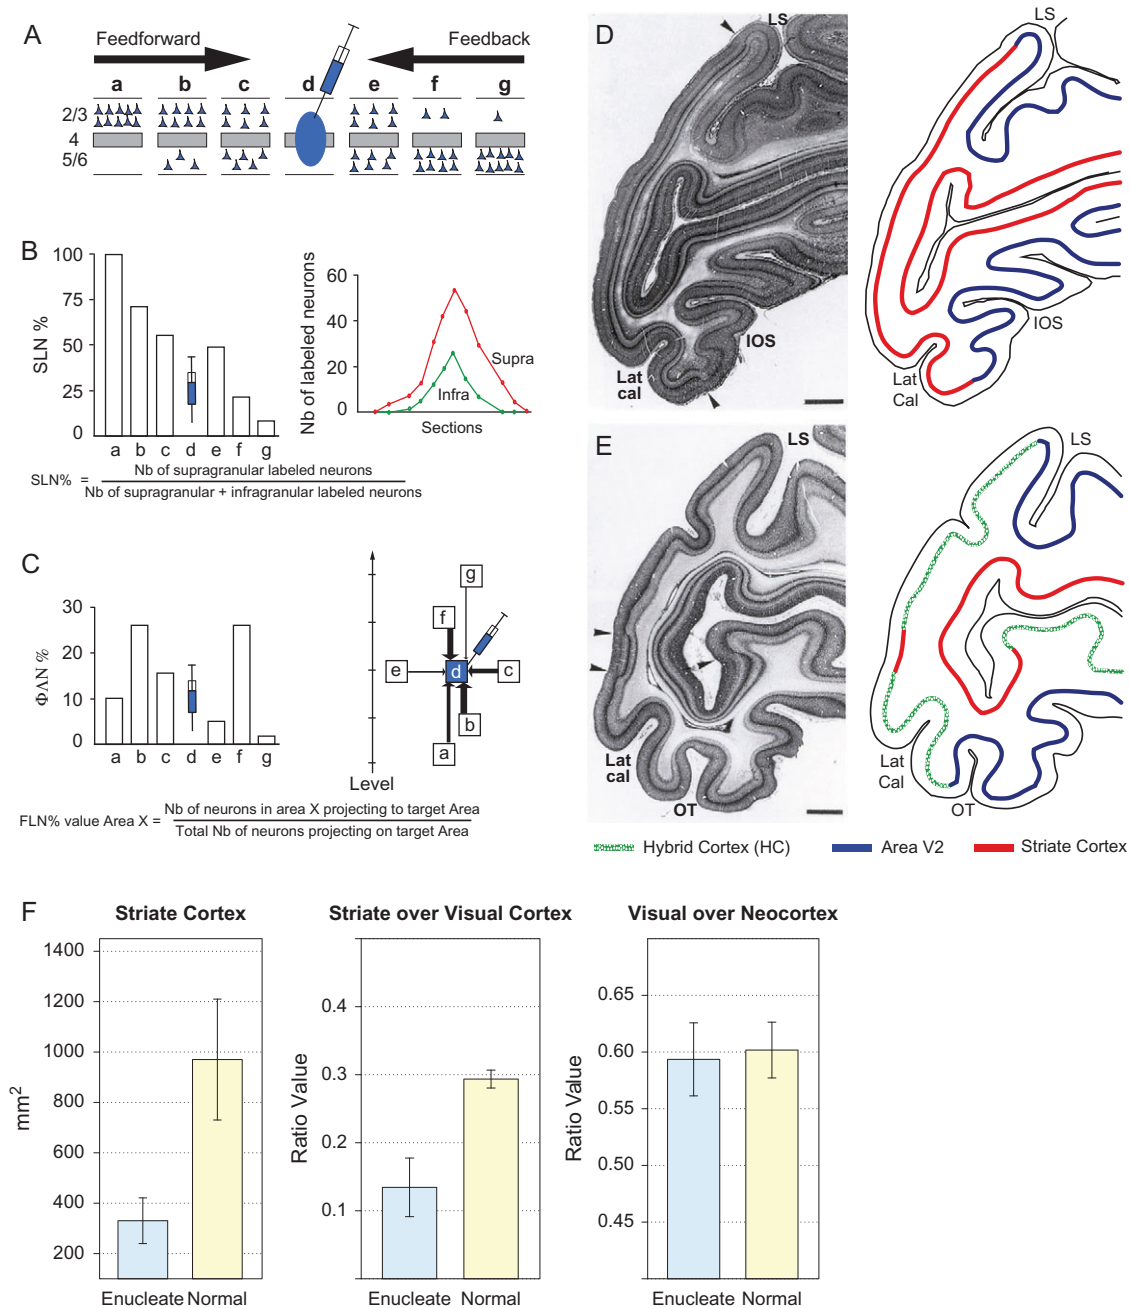 A
Feedforward
Feedback
a b c d e f g
2/3
4
5/6
B
SLN %
100
75
50
25
0
a b c d e f g
Nb of labeled neurons
60
40
20
0
Supra
Infra
Sections
SLN% = Nb of supragranular labeled neurons
Nb of supragranular + infragranular labeled neurons
C
ΦΛN %
30
20
10
0
a b c d e f g
g
f
e d c
b
a
Level
FLN% value Area X = Nb of neurons in area X projecting to target Area
Total Nb of neurons projecting on target Area
D
LS
IOS
Lat
cal
LS
IOS
Lat
Cal
E
LS
Lat
cal
OT
LS
Lat
Cal
OT
Hybrid Cortex (HC) Area V2 Striate Cortex
F
Striate Cortex
mm2
1400
1200
1000
800
600
400
200
Enucleate Normal
Striate over Visual Cortex
Ratio Value
0.4
0.3
0.2
0.1
Enucleate Normal
Visual over Neocortex
Ratio Value
0.65
0.60
0.55
0.50
0.45
Enucleate Normal